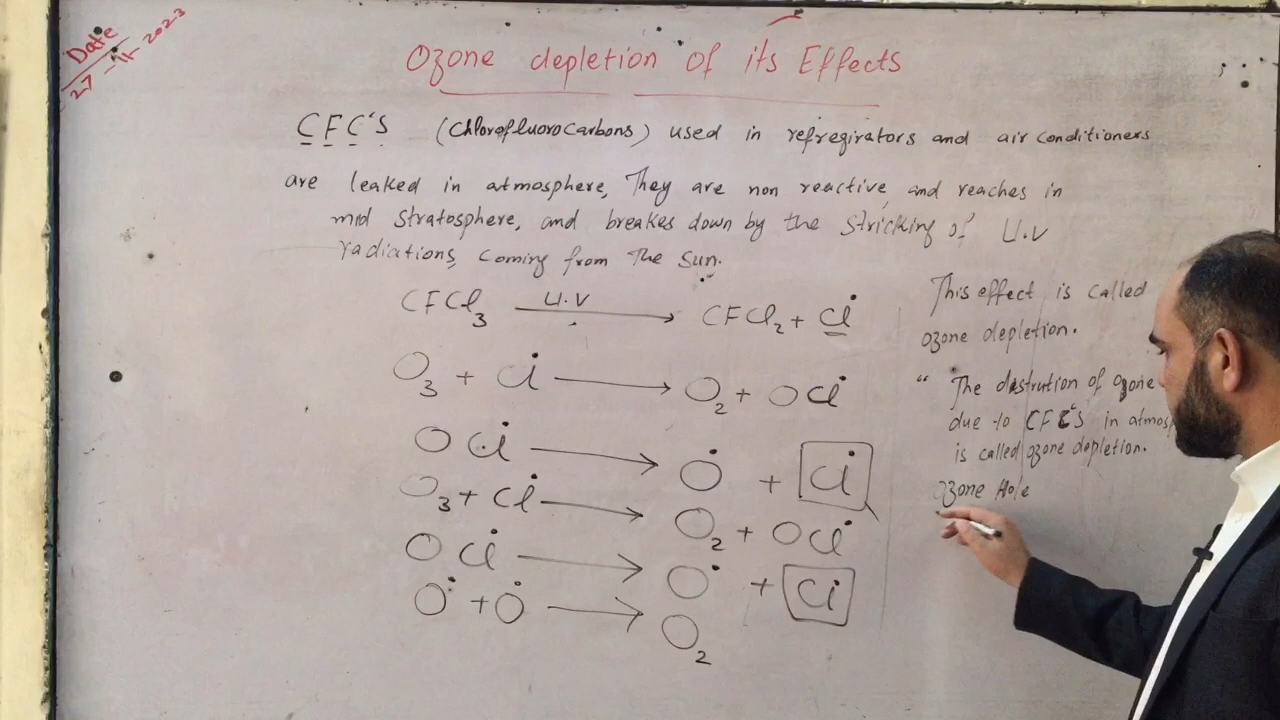 Date
27-11-2023
Ozone depletion of its Effects
CFC'S (Chlorofluorocarbons) used in refregirators and air conditioners
are leaked in atmosphere, They are non reactive and reaches in
mid stratosphere, and breakes down by the stricking of U.V
radiations coming from The Sun.
CFCl3 U.V → CFCl2 + Cl•
O3 + Cl• → O2 + OCl•
OCl• → O• + Cl•
O3 + Cl• → O2 + OCl•
OCl• → O• + Cl•
O• + O• → O2
This effect is called
ozone depletion.
" The destrution of ozone
due to CFC'S in atmos
is called ozone depletion.
Ozone Hole